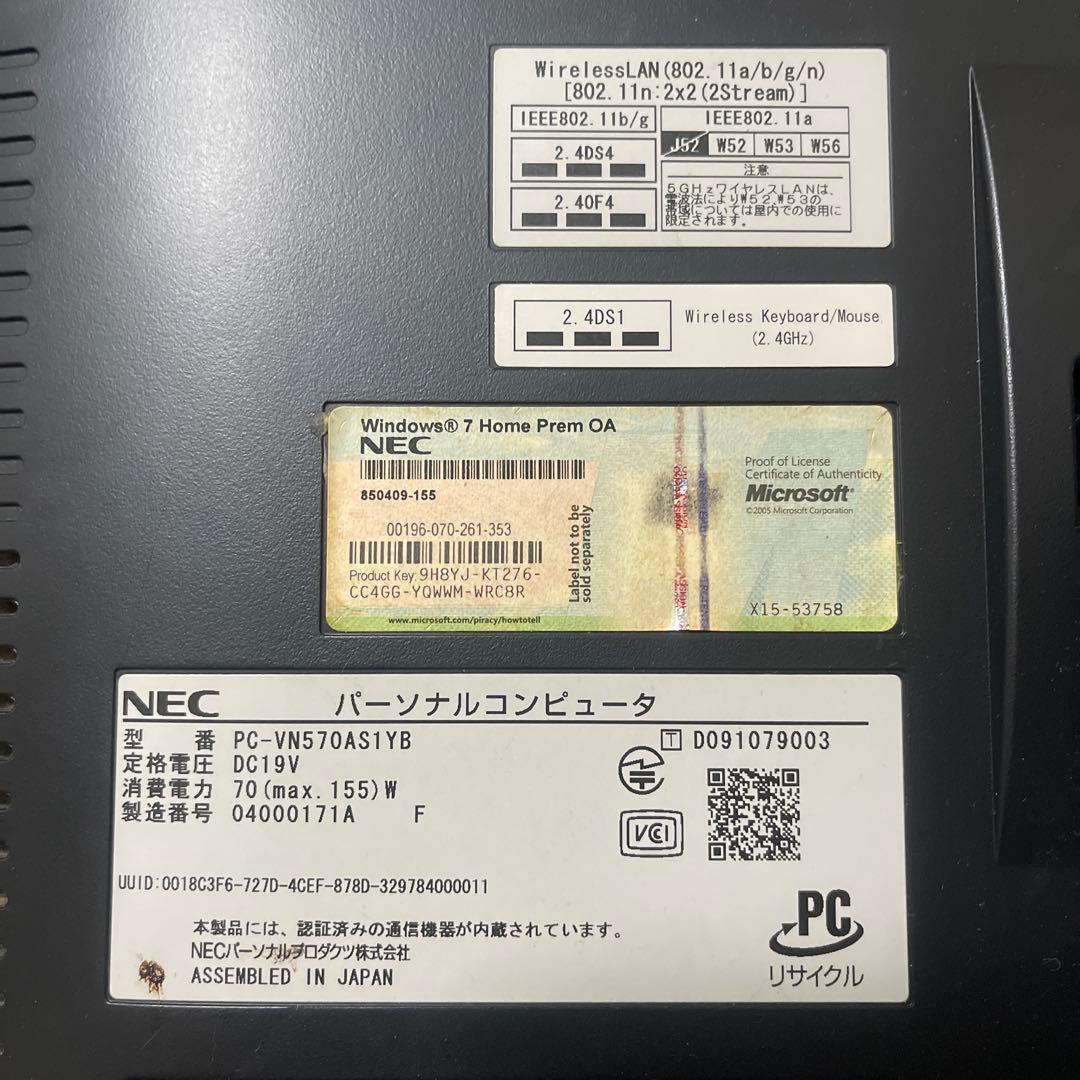 WirelessLAN(802.11a/b/g/n)
[802.11n:2x2(2Stream)]
IEEE802.11b/g
IEEE802.11a
J52 W52 W53 W56
2.4DS4
2.4OF4
注意
5GHzワイヤレスLANは、
電波法によりW52,W53の
帯域については屋内での使用に
限定されます。
2.4DS1
Wireless Keyboard/Mouse
(2.4GHz)
Windows® 7 Home Prem OA
NEC
850409-155
00196-070-261-353
Product Key: 9H8YJ-KT276-
CC4GG-YQWWM-WRC8R
www.microsoft.com/piracy/howtotell
Label not to be
sold separately
Proof of License
Certificate of Authenticity
Microsoft®
©2005 Microsoft Corporation
X15-53758
NEC パーソナルコンピュータ
型 番 PC-VN570AS1YB
定格電圧 DC19V
消費電力 70(max.155)W
製造番号 04000171A F
T D091079003
VCCI
UUID:0018C3F6-727D-4CEF-878D-329784000011
本製品には、認証済みの通信機器が内蔵されています。
NECパーソナルプロダクツ株式会社
ASSEMBLED IN JAPAN
PC
リサイクル